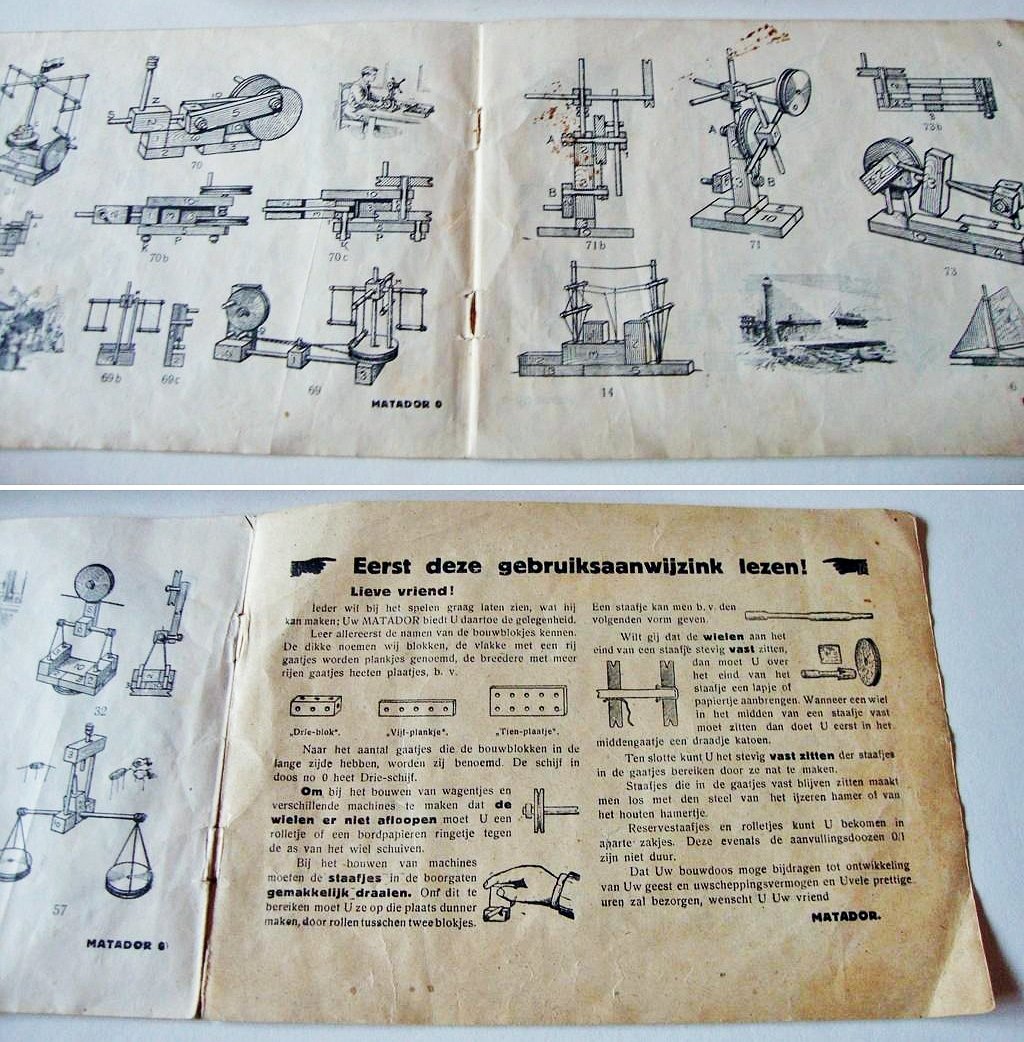 70
70b
70c
69b
69c
69
MATADOR 0
71b
71
73b
73
14
6
32
57
MATADOR 0
Eerst deze gebruiksaanwijzink lezen!
Lieve vriend!
Ieder wil bij het spelen graag laten zien, wat hij
kan maken; Uw MATADOR biedt U daartoe de gelegenheid.
Leer allereerst de namen van de bouwblokjes kennen.
De dikke noemen wij blokken, de vlakke met een rij
gaatjes worden plankjes genoemd, de breedere met meer
rijen gaatjes heeten plaatjes, b. v.
„Drie-blok“.
„Vijf-plankje“.
„Tien-plaatje“.
Naar het aantal gaatjes die de bouwblokken in de
lange zijde hebben, worden zij benoemd. De schijf in
doos no 0 heet Drie-schijf.
Om bij het bouwen van wagentjes en
verschillende machines te maken dat de
wielen er niet afloopen moet U een
rolletje of een bordpapieren ringetje tegen
de as van het wiel schuiven.
Bij het bouwen van machines
moeten de staafjes in de boorgaten
gemakkelijk draaien. Om dit te
bereiken moet U ze op die plaats dunner
maken, door rollen tusschen twee blokjes.
Een staafje kan men b. v. den
volgenden vorm geven.
Wilt gij dat de wielen aan het
eind van een staafje stevig vast zitten,
dan moet U over
het eind van het
staafje een lapje of
papiertje aanbrengen. Wanneer een wiel
in het midden van een staafje vast
moet zitten dan doet U eerst in het
middengaatje een draadje katoen.
Ten slotte kunt U het stevig vast zitten der staafjes
in de gaatjes bereiken door ze nat te maken.
Staafjes die in de gaatjes vast blijven zitten maakt
men los met den steel van het ijzeren hamer of van
het houten hamertje.
Reservestaafjes en rolletjes kunt U bekomen in
aparte zakjes. Deze evenals de aanvullingsdoozen 0/1
zijn niet duur.
Dat Uw bouwdoos moge bijdragen tot ontwikkeling
van Uw geest en uwscheppingsvermogen en Uvele prettige
uren zal bezorgen, wenscht U Uw vriend
MATADOR.